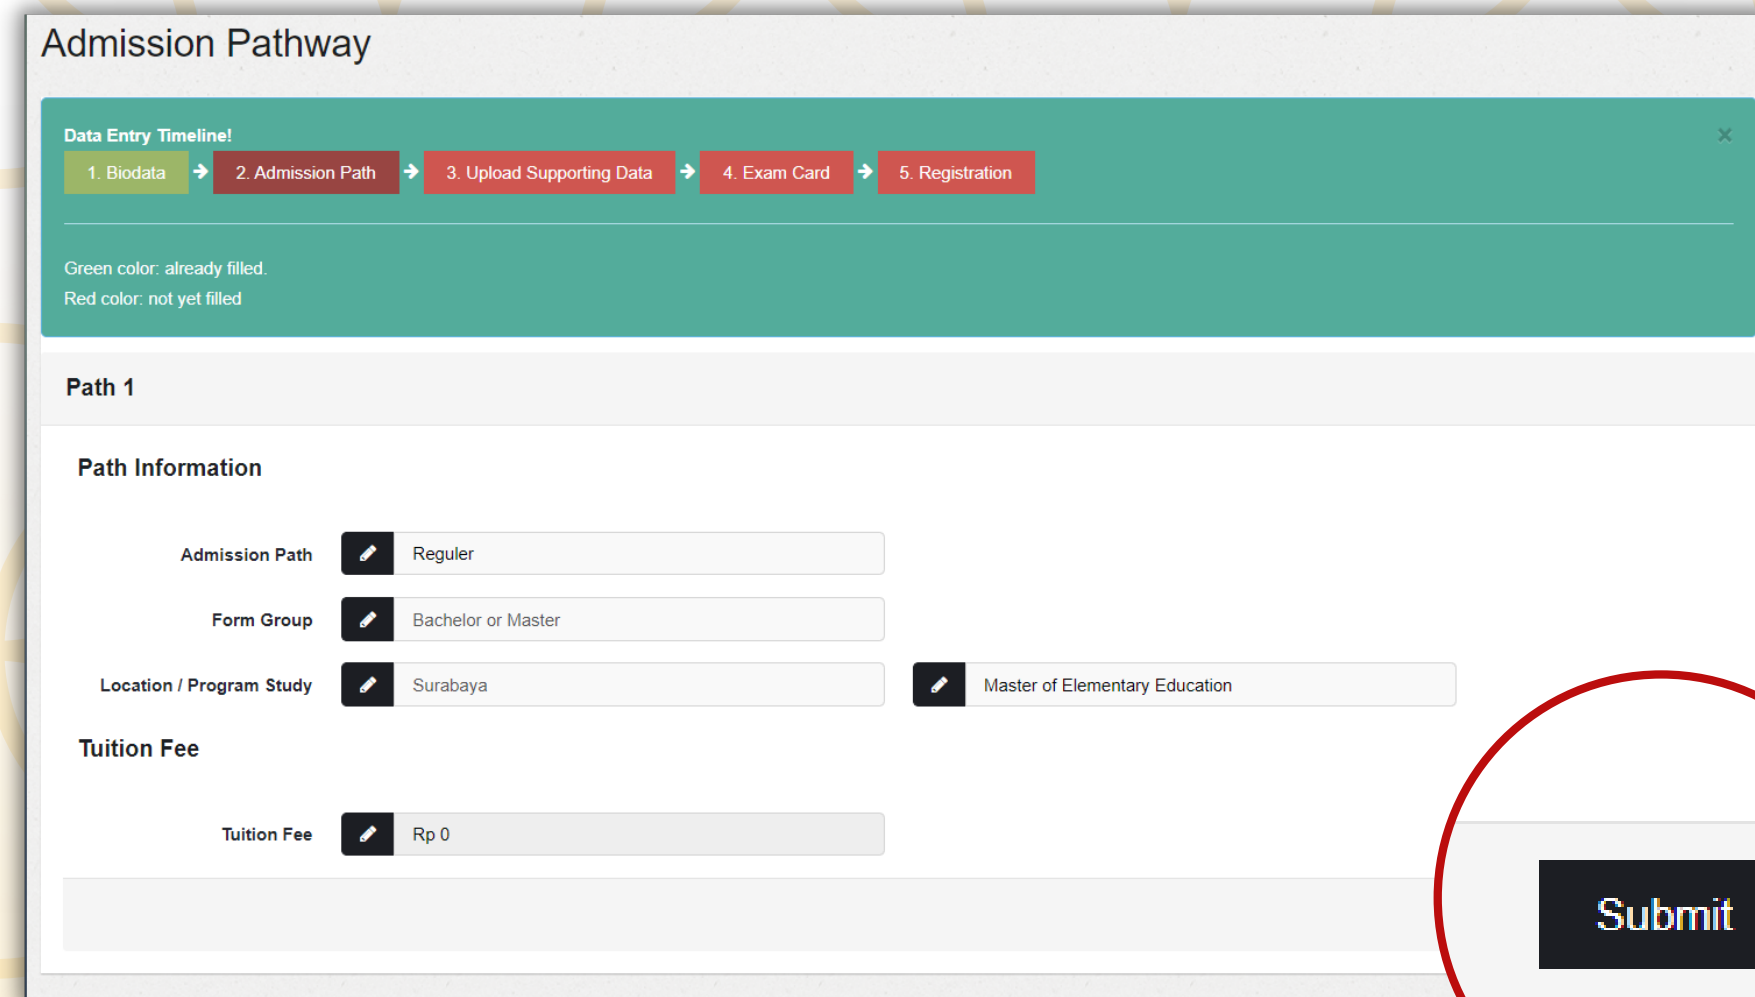 Admission Pathway
Data Entry Timeline!
1. Biodata
2. Admission Path
3. Upload Supporting Data
4. Exam Card
5. Registration
Green color: already filled.
Red color: not yet filled
Path 1
Path Information
Admission Path Reguler
Form Group Bachelor or Master
Location / Program Study Surabaya Master of Elementary Education
Tuition Fee
Tuition Fee Rp 0
Submit